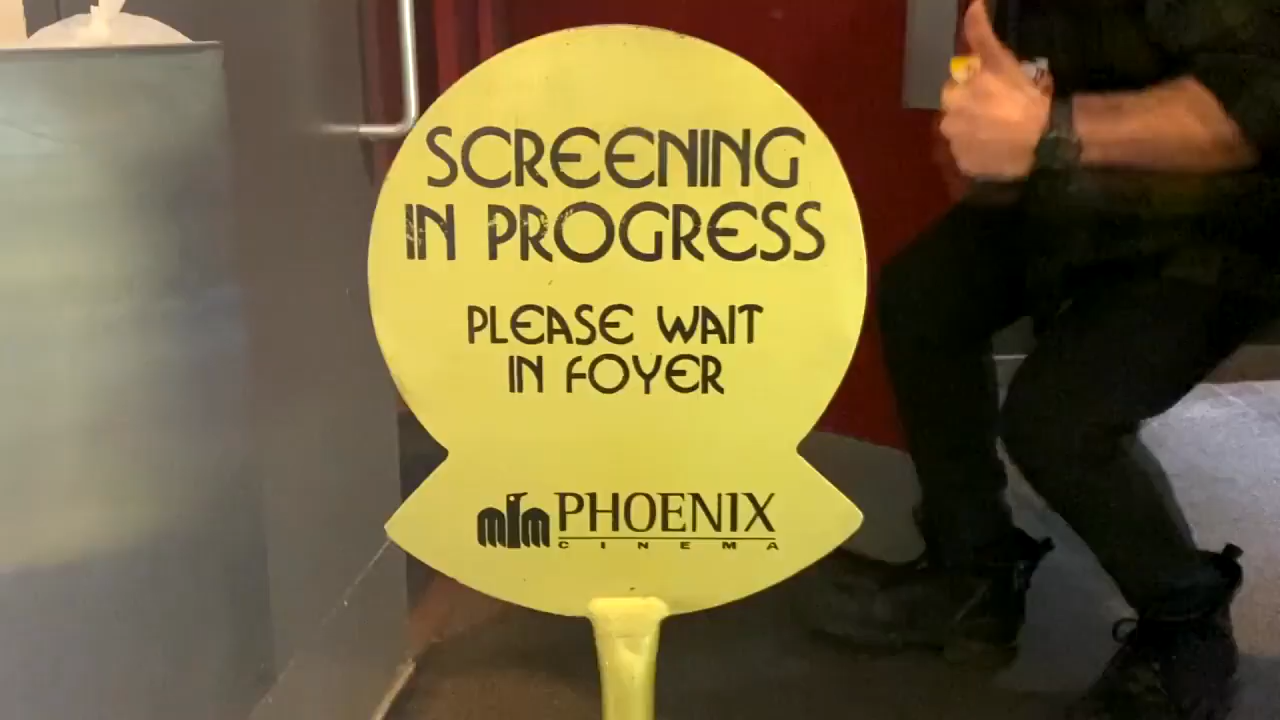 SCREENING
IN PROGRESS
PLEASE WAIT
IN FOYER
PHOENIX
CINEMA